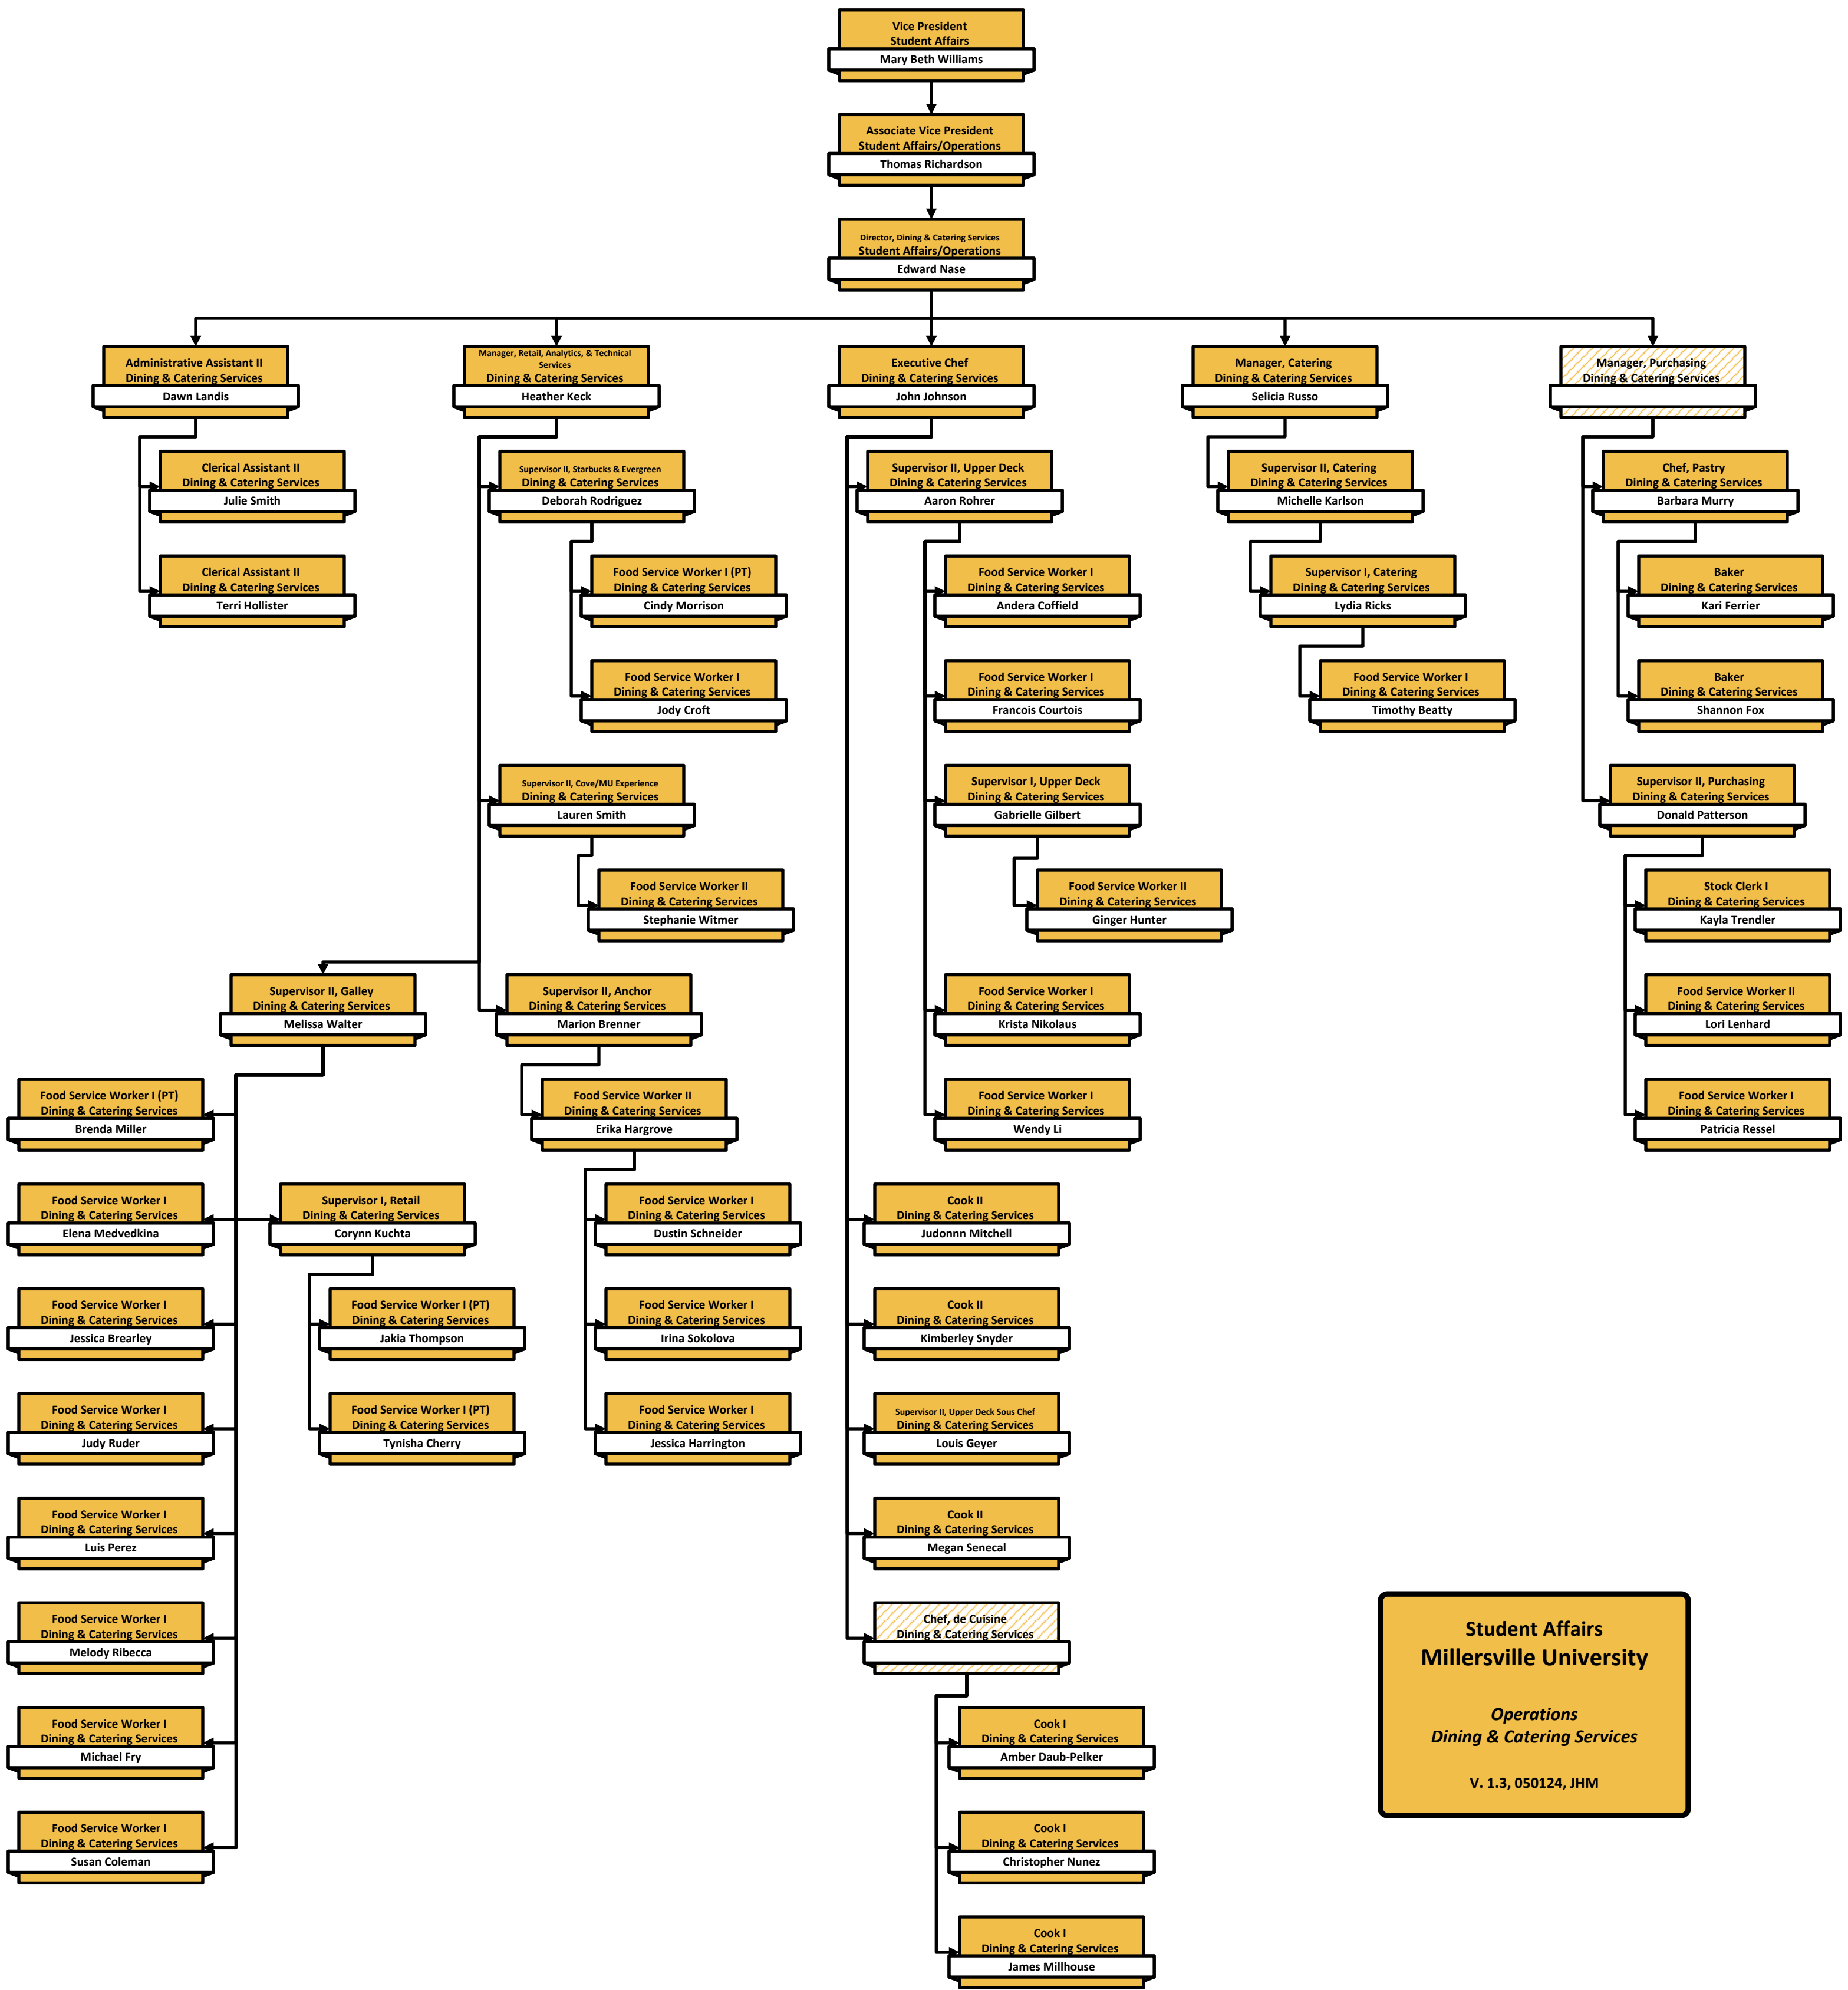 Vice President
Student Affairs
Mary Beth Williams
Associate Vice President
Student Affairs/Operations
Thomas Richardson
Director, Dining & Catering Services
Student Affairs/Operations
Edward Nase
Administrative Assistant II
Dining & Catering Services
Dawn Landis
Clerical Assistant II
Dining & Catering Services
Julie Smith
Clerical Assistant II
Dining & Catering Services
Terri Hollister
Manager, Retail, Analytics, & Technical
Services
Dining & Catering Services
Heather Keck
Supervisor II, Starbucks & Evergreen
Dining & Catering Services
Deborah Rodriguez
Food Service Worker I (PT)
Dining & Catering Services
Cindy Morrison
Food Service Worker I
Dining & Catering Services
Jody Croft
Supervisor II, Cove/MU Experience
Dining & Catering Services
Lauren Smith
Food Service Worker II
Dining & Catering Services
Stephanie Witmer
Supervisor II, Galley
Dining & Catering Services
Melissa Walter
Food Service Worker I (PT)
Dining & Catering Services
Brenda Miller
Food Service Worker I
Dining & Catering Services
Elena Medvedkina
Food Service Worker I
Dining & Catering Services
Jessica Brearley
Food Service Worker I
Dining & Catering Services
Judy Ruder
Food Service Worker I
Dining & Catering Services
Luis Perez
Food Service Worker I
Dining & Catering Services
Melody Ribecca
Food Service Worker I
Dining & Catering Services
Michael Fry
Food Service Worker I
Dining & Catering Services
Susan Coleman
Supervisor I, Retail
Dining & Catering Services
Corynn Kuchta
Food Service Worker I (PT)
Dining & Catering Services
Jakia Thompson
Food Service Worker I (PT)
Dining & Catering Services
Tynisha Cherry
Supervisor II, Anchor
Dining & Catering Services
Marion Brenner
Food Service Worker II
Dining & Catering Services
Erika Hargrove
Food Service Worker I
Dining & Catering Services
Dustin Schneider
Food Service Worker I
Dining & Catering Services
Irina Sokolova
Food Service Worker I
Dining & Catering Services
Jessica Harrington
Executive Chef
Dining & Catering Services
John Johnson
Supervisor II, Upper Deck
Dining & Catering Services
Aaron Rohrer
Food Service Worker I
Dining & Catering Services
Andera Coffield
Food Service Worker I
Dining & Catering Services
Francois Courtois
Supervisor I, Upper Deck
Dining & Catering Services
Gabrielle Gilbert
Food Service Worker II
Dining & Catering Services
Ginger Hunter
Food Service Worker I
Dining & Catering Services
Krista Nikolaus
Food Service Worker I
Dining & Catering Services
Wendy Li
Cook II
Dining & Catering Services
Judonnn Mitchell
Cook II
Dining & Catering Services
Kimberley Snyder
Supervisor II, Upper Deck Sous Chef
Dining & Catering Services
Louis Geyer
Cook II
Dining & Catering Services
Megan Senecal
Chef, de Cuisine
Dining & Catering Services
Cook I
Dining & Catering Services
Amber Daub-Pelker
Cook I
Dining & Catering Services
Christopher Nunez
Cook I
Dining & Catering Services
James Millhouse
Manager, Catering
Dining & Catering Services
Selicia Russo
Supervisor II, Catering
Dining & Catering Services
Michelle Karlson
Supervisor I, Catering
Dining & Catering Services
Lydia Ricks
Food Service Worker I
Dining & Catering Services
Timothy Beatty
Manager, Purchasing
Dining & Catering Services
Chef, Pastry
Dining & Catering Services
Barbara Murry
Baker
Dining & Catering Services
Kari Ferrier
Baker
Dining & Catering Services
Shannon Fox
Supervisor II, Purchasing
Dining & Catering Services
Donald Patterson
Stock Clerk I
Dining & Catering Services
Kayla Trendler
Food Service Worker II
Dining & Catering Services
Lori Lenhard
Food Service Worker I
Dining & Catering Services
Patricia Ressel
Student Affairs
Millersville University
Operations
Dining & Catering Services
V. 1.3, 050124, JHM